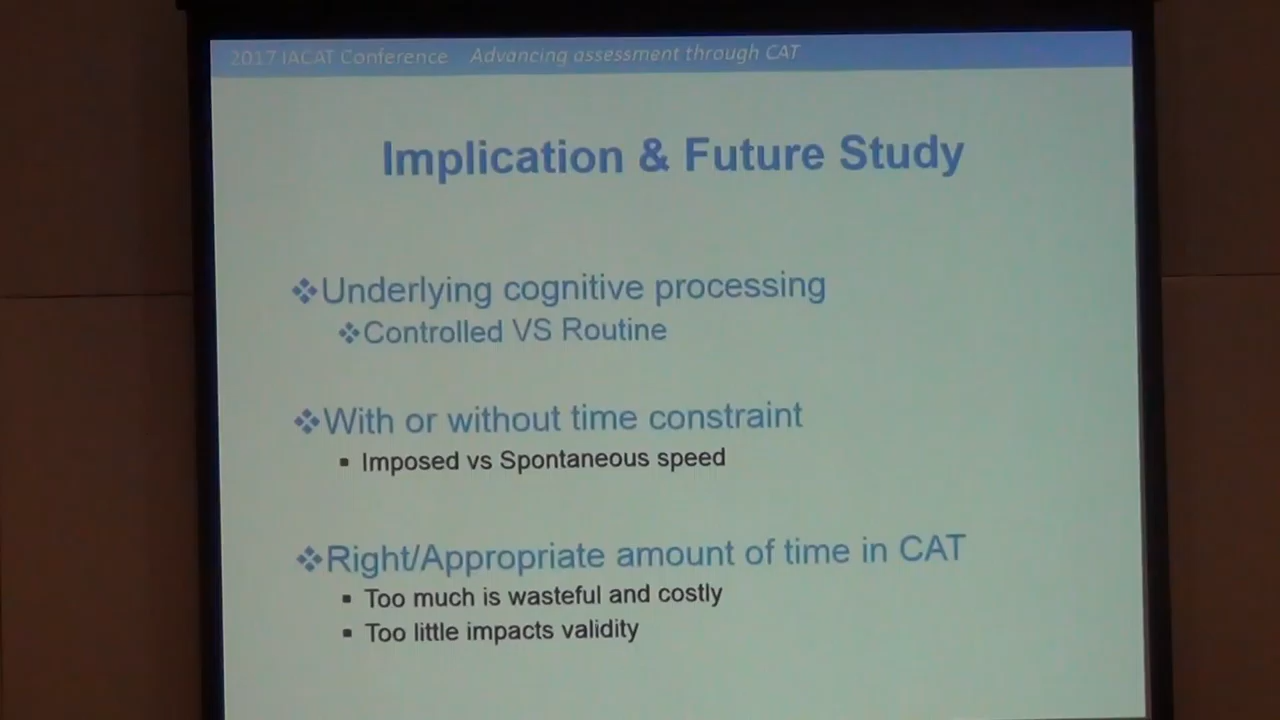 2017 IACAT Conference Advancing assessment through CAT
Implication & Future Study
❖Underlying cognitive processing
❖Controlled VS Routine
❖With or without time constraint
▪ Imposed vs Spontaneous speed
❖Right/Appropriate amount of time in CAT
▪ Too much is wasteful and costly
▪ Too little impacts validity